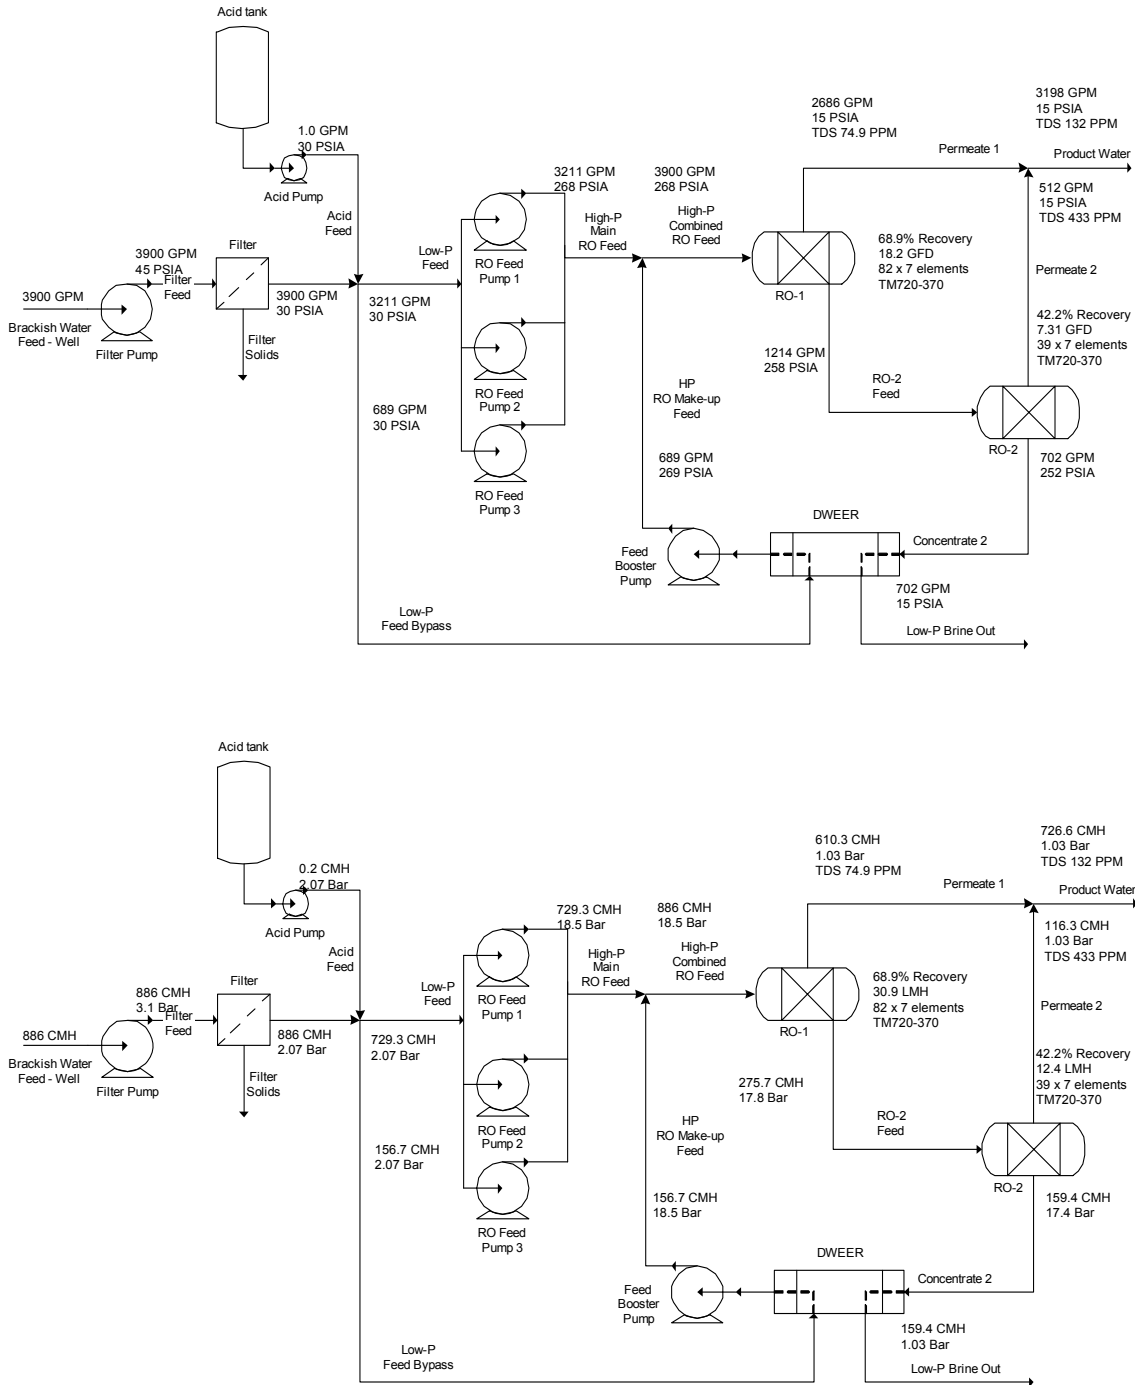 Acid tank
1.0 GPM
30 PSIA
Acid Pump
Acid
Feed
3900 GPM
45 PSIA
Filter
Feed
Filter
3900 GPM
Brackish Water
Feed - Well
Filter Pump
Filter
Solids
3900 GPM
30 PSIA
Low-P
Feed
3211 GPM
30 PSIA
689 GPM
30 PSIA
RO Feed
Pump 1
RO Feed
Pump 2
RO Feed
Pump 3
3211 GPM
268 PSIA
High-P
Main
RO Feed
3900 GPM
268 PSIA
High-P
Combined
RO Feed
HP
RO Make-up
Feed
689 GPM
269 PSIA
Feed
Booster
Pump
2686 GPM
15 PSIA
TDS 74.9 PPM
Permeate 1
3198 GPM
15 PSIA
TDS 132 PPM
Product Water
512 GPM
15 PSIA
TDS 433 PPM
RO-1
68.9% Recovery
18.2 GFD
82 x 7 elements
TM720-370
Permeate 2
42.2% Recovery
7.31 GFD
39 x 7 elements
TM720-370
1214 GPM
258 PSIA
RO-2
Feed
RO-2
702 GPM
252 PSIA
DWEER
Concentrate 2
702 GPM
15 PSIA
Low-P
Feed Bypass
Low-P Brine Out
Acid tank
0.2 CMH
2.07 Bar
Acid Pump
Acid
Feed
886 CMH
3.1 Bar
Filter
Feed
Filter
886 CMH
Brackish Water
Feed - Well
Filter Pump
Filter
Solids
886 CMH
2.07 Bar
Low-P
Feed
729.3 CMH
2.07 Bar
156.7 CMH
2.07 Bar
RO Feed
Pump 1
RO Feed
Pump 2
RO Feed
Pump 3
729.3 CMH
18.5 Bar
High-P
Main
RO Feed
886 CMH
18.5 Bar
High-P
Combined
RO Feed
HP
RO Make-up
Feed
156.7 CMH
18.5 Bar
Feed
Booster
Pump
610.3 CMH
1.03 Bar
TDS 74.9 PPM
Permeate 1
726.6 CMH
1.03 Bar
TDS 132 PPM
Product Water
116.3 CMH
1.03 Bar
TDS 433 PPM
RO-1
68.9% Recovery
30.9 LMH
82 x 7 elements
TM720-370
Permeate 2
42.2% Recovery
12.4 LMH
39 x 7 elements
TM720-370
275.7 CMH
17.8 Bar
RO-2
Feed
RO-2
159.4 CMH
17.4 Bar
DWEER
Concentrate 2
159.4 CMH
1.03 Bar
Low-P
Feed Bypass
Low-P Brine Out